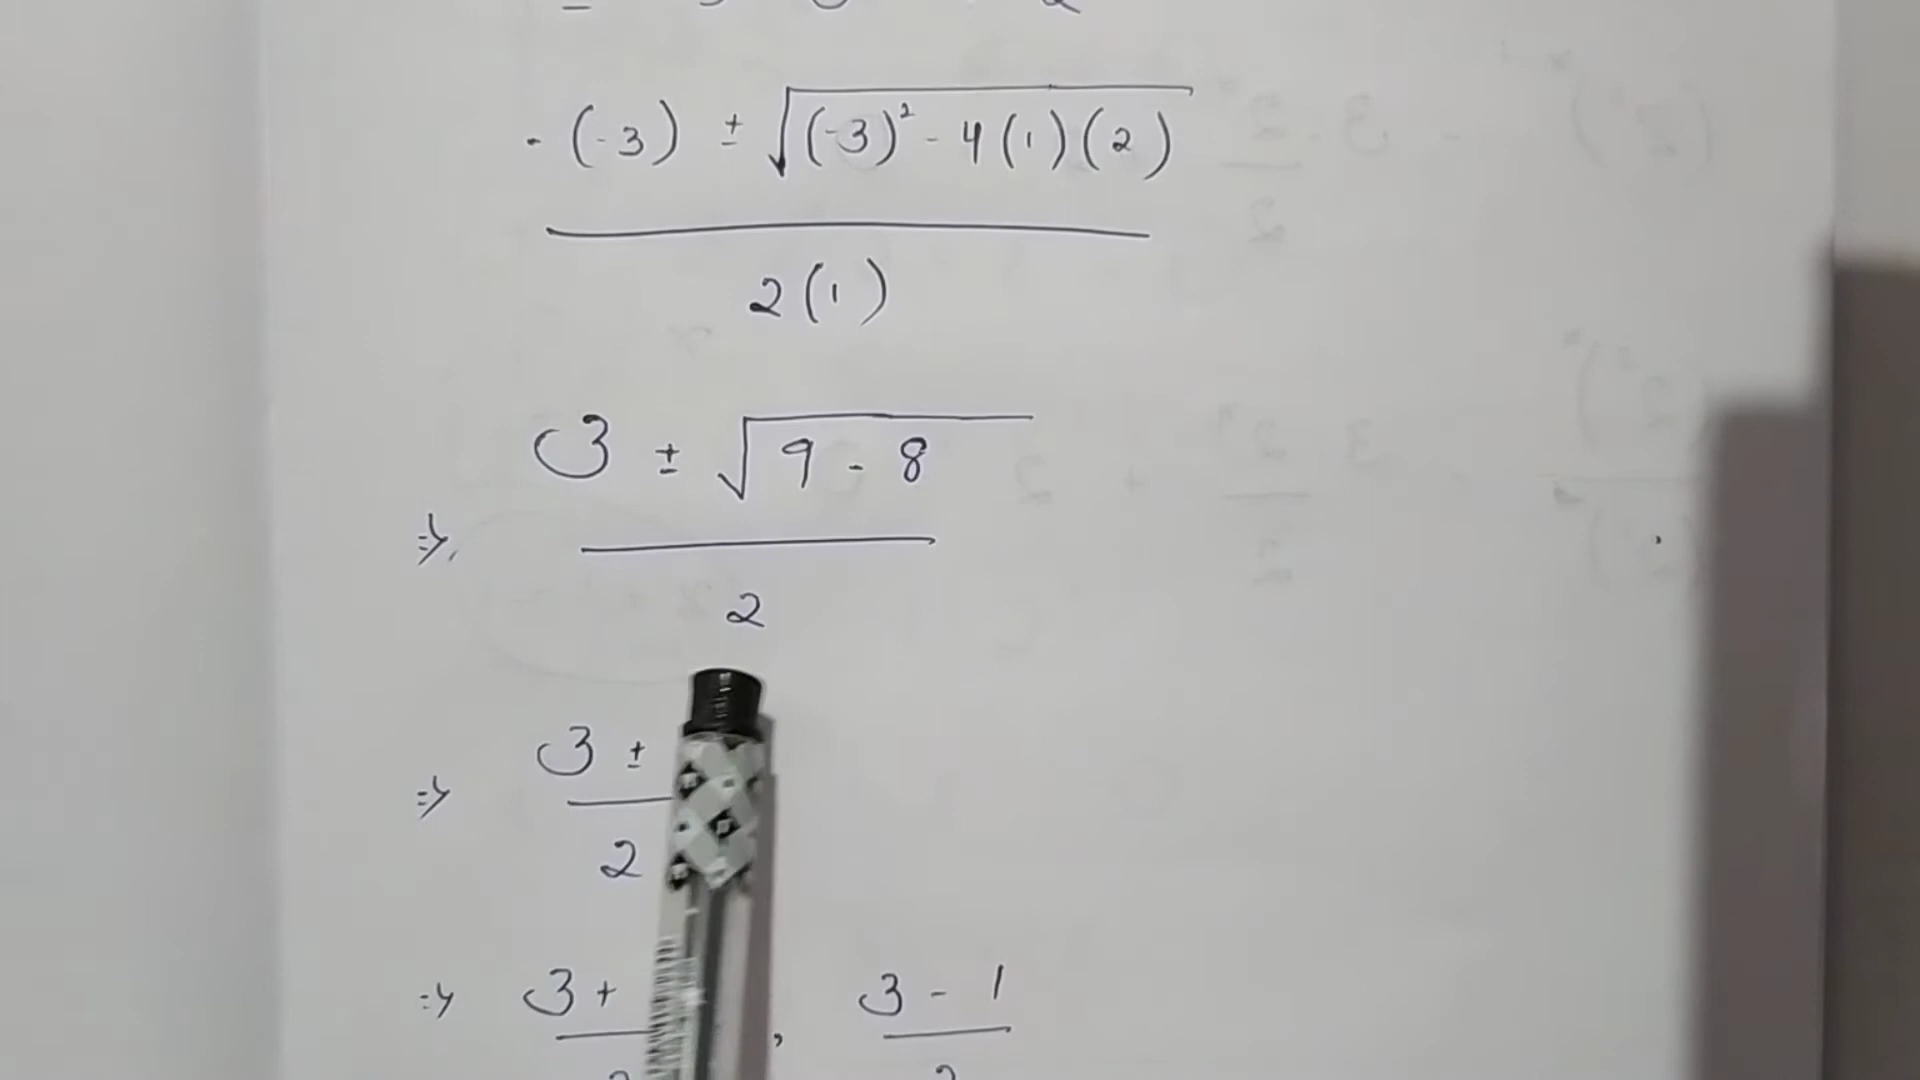 -(-3) ± √(-3)² - 4(1)(2)
2(1)
3 ± √9 - 8
⇒
2
3 ±
⇒
2
⇒ 3 + , 3 - 1